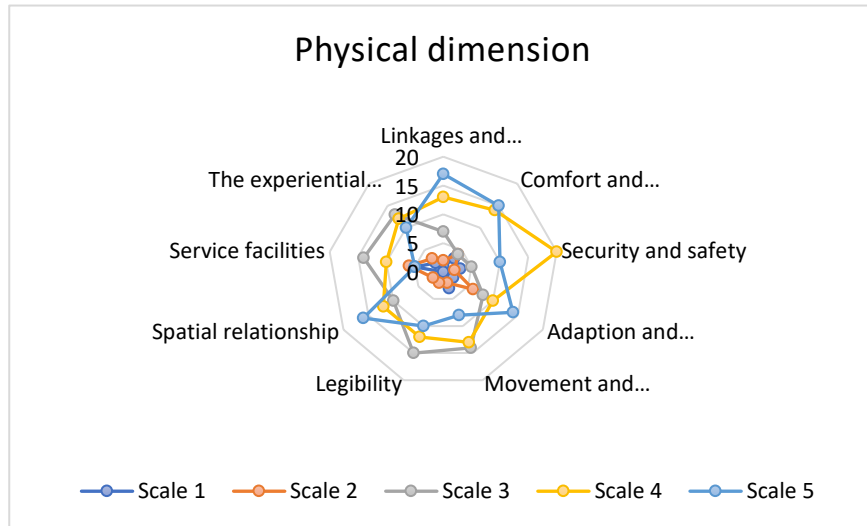 Physical dimension
Linkages and...
Comfort and...
Security and safety
Adaption and...
Movement and...
Legibility
Spatial relationship
Service facilities
The experiential...
20
15
10
5
0
Scale 1
Scale 2
Scale 3
Scale 4
Scale 5